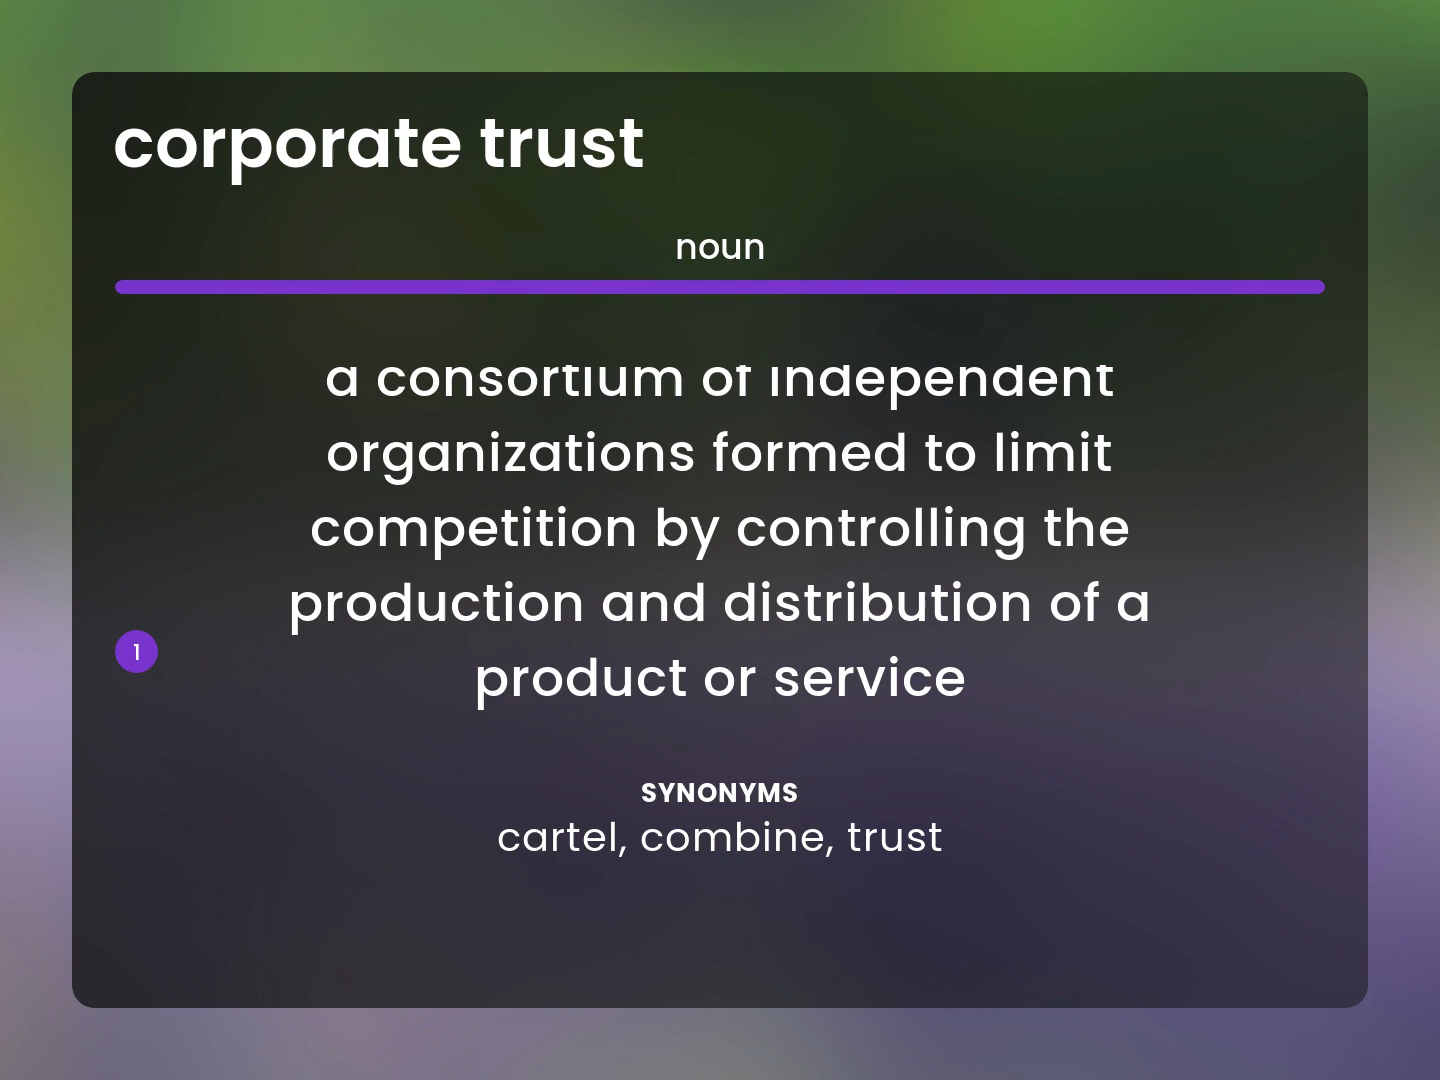 corporate trust
noun
a consortium of independent
organizations formed to limit
competition by controlling the
production and distribution of a
1
product or service
SYNONYMS
cartel, combine, trust